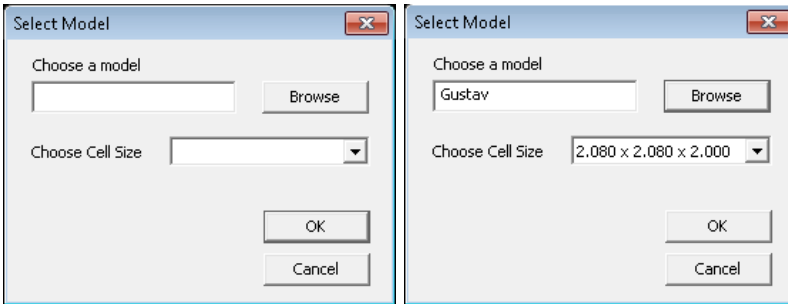 Select Model
Choose a model
Browse
Choose Cell Size
OK
Cancel
Select Model
Choose a model
Gustav
Browse
Choose Cell Size
2.080 x 2.080 x 2.000
OK
Cancel